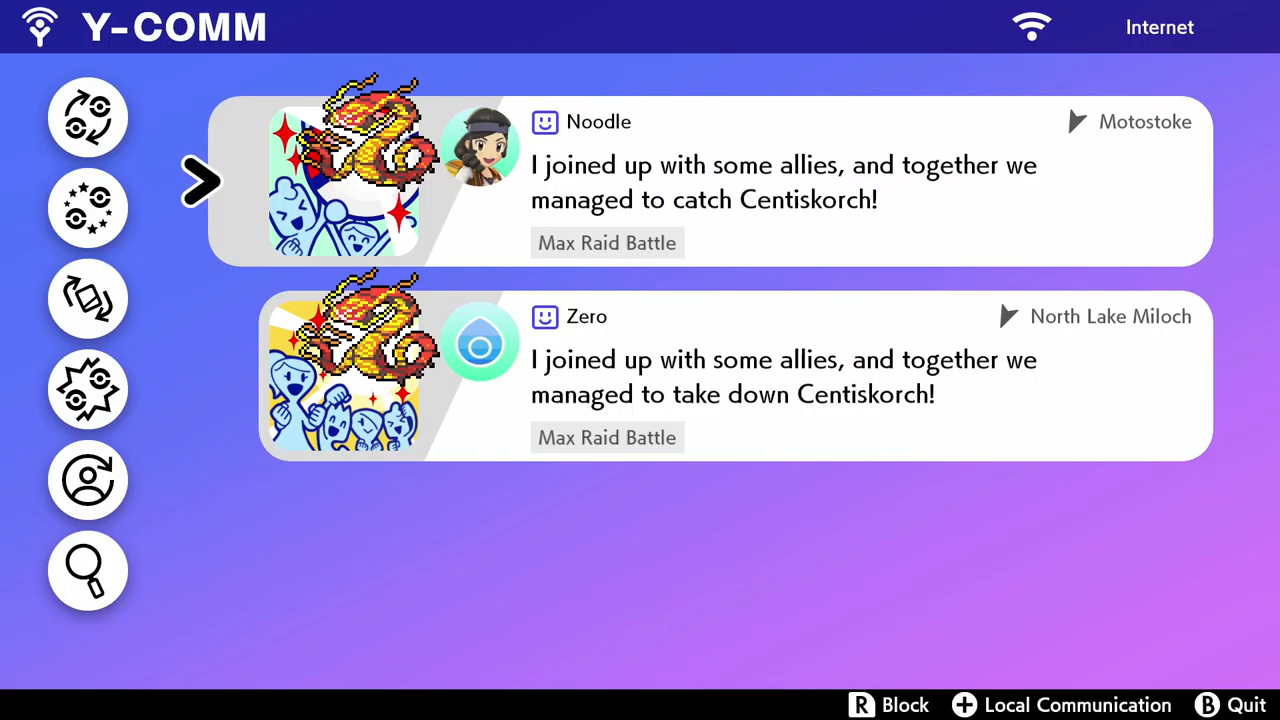 Y-COMM
Internet
Noodle
Motostoke
I joined up with some allies, and together we
managed to catch Centiskorch!
Max Raid Battle
Zero
North Lake Miloch
I joined up with some allies, and together we
managed to take down Centiskorch!
Max Raid Battle
R Block
+ Local Communication
B Quit